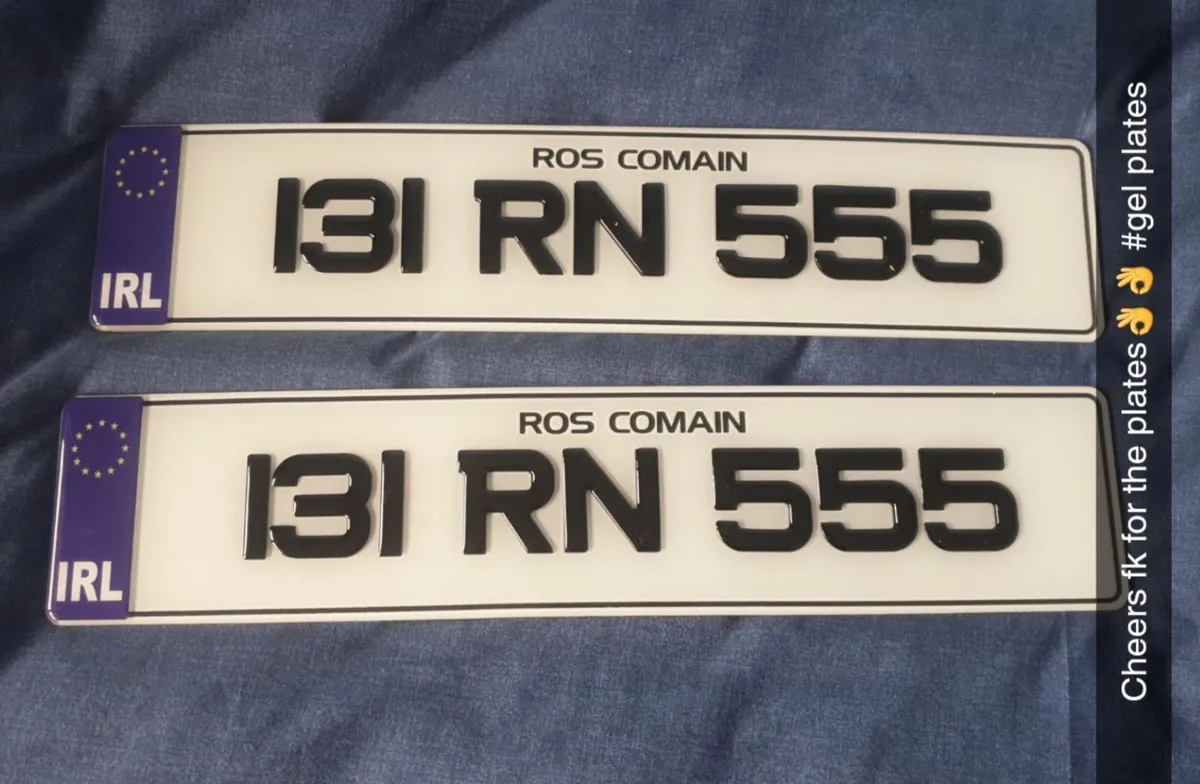 ROS COMAIN
131 RN 555
IRL
ROS COMAIN
131 RN 555
IRL
Cheers fk for the plates👌👌 #gel plates